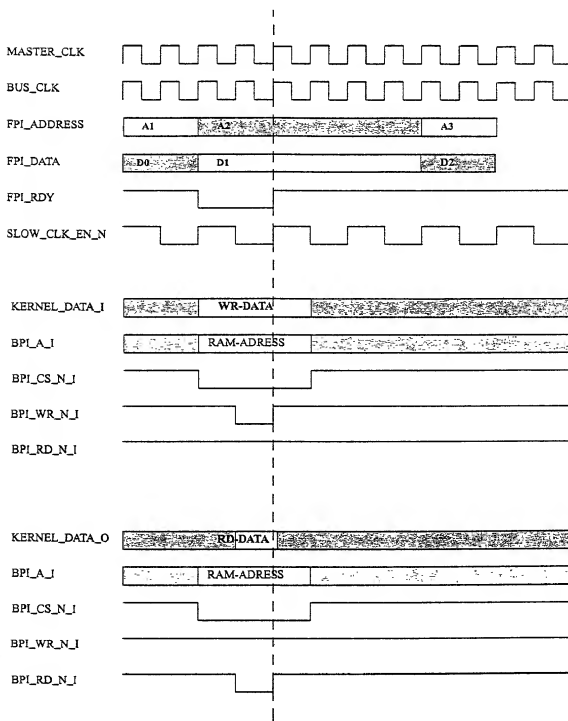 MASTER_CLK
BUS_CLK
FPI_ADDRESS A1 A2 A3
FPI_DATA D0 D1 D2
FPI_RDY
SLOW_CLK_EN_N
KERNEL_DATA_I WR-DATA
BPI_A_I RAM-ADRESS
BPI_CS_N_I
BPI_WR_N_I
BPI_RD_N_I
KERNEL_DATA_O RD-DATA
BPI_A_I RAM-ADRESS
BPI_CS_N_I
BPI_WR_N_I
BPI_RD_N_I